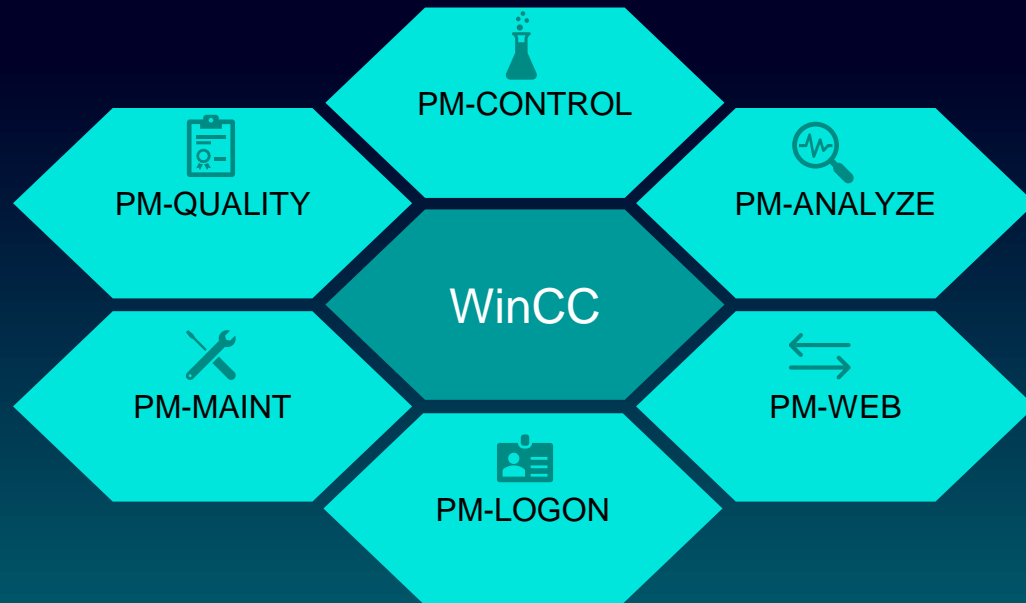 PM-CONTROL
PM-QUALITY
PM-ANALYZE
WinCC
PM-MAINT
PM-WEB
PM-LOGON